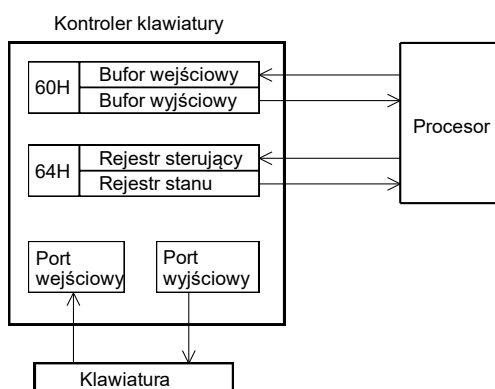 Kontroler klawiatury
60H
Bufor wejściowy
Bufor wyjściowy
Procesor
64H
Rejestr sterujący
Rejestr stanu
Port
wejściowy
Port
wyjściowy
Klawiatura